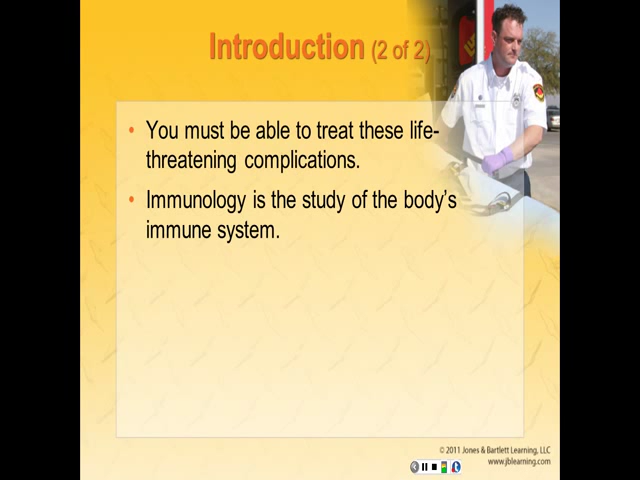 Introduction (2 of 2)
• You must be able to treat these life-
threatening complications.
• Immunology is the study of the body’s
immune system.
© 2011 Jones & Bartlett Learning, LLC
www.jblearning.com